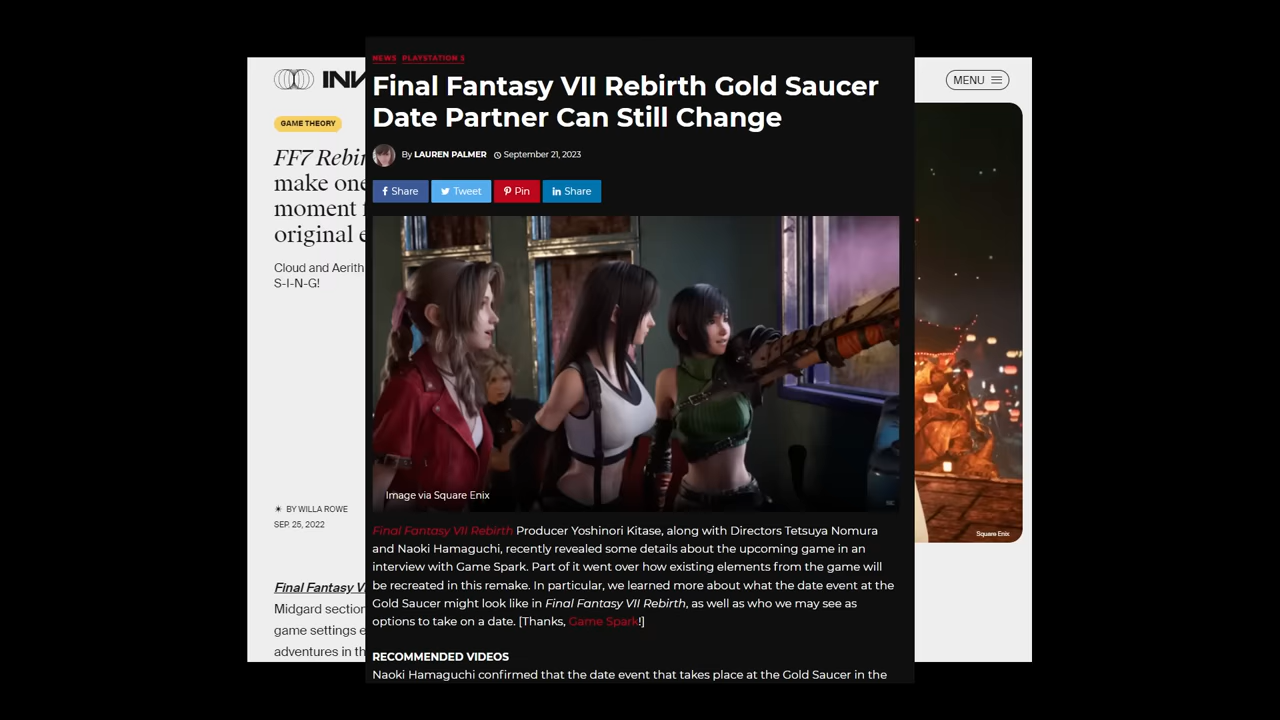 INV
MENU
GAME THEORY
FF7 Rebir
make one
moment f
original e
Cloud and Aerith
S-I-N-G!
BY WILLA ROWE
SEP. 25, 2022
Final Fantasy V
Midgard section
game settings e
adventures in th
Square Enix
NEWS PLAYSTATION 5
Final Fantasy VII Rebirth Gold Saucer
Date Partner Can Still Change
By LAUREN PALMER September 21, 2023
Share Tweet Pin Share
Image via Square Enix
Final Fantasy VII Rebirth Producer Yoshinori Kitase, along with Directors Tetsuya Nomura
and Naoki Hamaguchi, recently revealed some details about the upcoming game in an
interview with Game Spark. Part of it went over how existing elements from the game will
be recreated in this remake. In particular, we learned more about what the date event at the
Gold Saucer might look like in Final Fantasy VII Rebirth, as well as who we may see as
options to take on a date. [Thanks, Game Spark!]
RECOMMENDED VIDEOS
Naoki Hamaguchi confirmed that the date event that takes place at the Gold Saucer in the